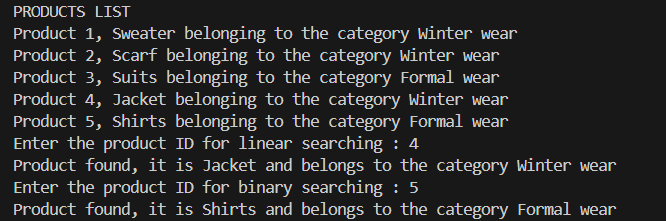 PRODUCTS LIST
Product 1, Sweater belonging to the category Winter wear
Product 2, Scarf belonging to the category Winter wear
Product 3, Suits belonging to the category Formal wear
Product 4, Jacket belonging to the category Winter wear
Product 5, Shirts belonging to the category Formal wear
Enter the product ID for linear searching : 4
Product found, it is Jacket and belongs to the category Winter wear
Enter the product ID for binary searching : 5
Product found, it is Shirts and belongs to the category Formal wear